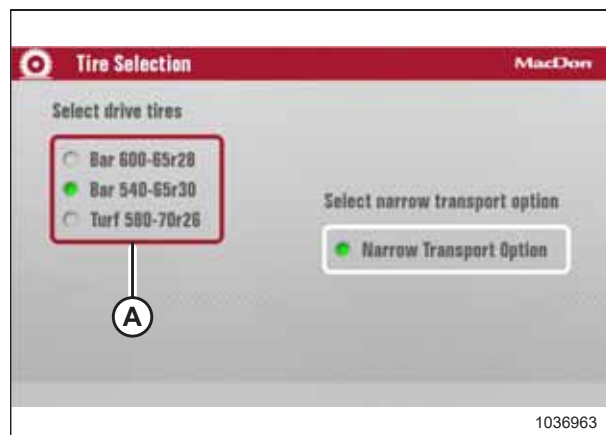 Tire Selection
MacDon
Select drive tires
Bar 600-65r28
Bar 540-65r30
Turf 580-70r26
Select narrow transport option
Narrow Transport Option
A
1036963